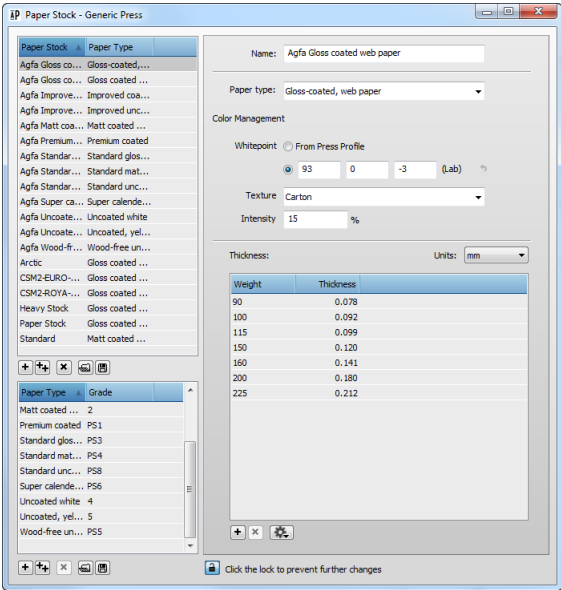 Paper Stock - Generic Press
Paper Stock Paper Type
Agfa Gloss co... Gloss-coated,...
Agfa Gloss co... Gloss coated ...
Agfa Improve... Improved coa...
Agfa Improve... Improved unc...
Agfa Matt coa... Matt coated ...
Agfa Premium... Premium coated
Agfa Standar... Standard glos...
Agfa Standar... Standard mat...
Agfa Standar... Standard unc...
Agfa Super ca... Super calende...
Agfa Uncoate... Uncoated white
Agfa Uncoate... Uncoated, yel...
Agfa Wood-fr... Wood-free un...
Arctic Gloss coated ...
CSM2-EURO-... Gloss coated ...
CSM2-ROYA-... Gloss coated ...
Heavy Stock Gloss coated ...
Paper Stock Gloss coated ...
Standard Matt coated ...
Paper Type Grade
Matt coated ... 2
Premium coated PS1
Standard glos... PS3
Standard mat... PS4
Standard unc... PS8
Super calende... PS6
Uncoated white 4
Uncoated, yel... 5
Wood-free un... PS5
Name: Agfa Gloss coated web paper
Paper type: Gloss-coated, web paper
Color Management
Whitepoint From Press Profile
93 0 -3 (Lab)
Texture Carton
Intensity 15 %
Thickness: Units: mm
Weight Thickness
90 0.078
100 0.092
115 0.099
150 0.120
160 0.141
200 0.180
225 0.212
Click the lock to prevent further changes